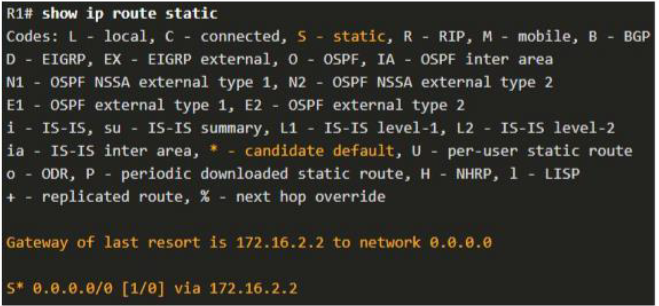 R1# show ip route static
Codes: L - local, C - connected, S - static, R - RIP, M - mobile, B - BGP
D - EIGRP, EX - EIGRP external, O - OSPF, IA - OSPF inter area
N1 - OSPF NSSA external type 1, N2 - OSPF NSSA external type 2
E1 - OSPF external type 1, E2 - OSPF external type 2
i - IS-IS, su - IS-IS summary, L1 - IS-IS level-1, L2 - IS-IS level-2
ia - IS-IS inter area, * - candidate default, U - per-user static route
o - ODR, P - periodic downloaded static route, H - NHRP, l - LISP
+ - replicated route, % - next hop override
Gateway of last resort is 172.16.2.2 to network 0.0.0.0
S* 0.0.0.0/0 [1/0] via 172.16.2.2